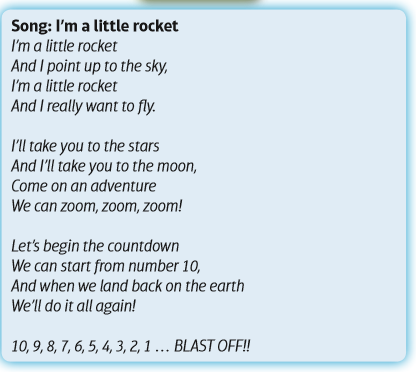 Song: I'm a little rocket
I'm a little rocket
And I point up to the sky,
I'm a little rocket
And I really want to fly.

I'll take you to the stars
And I'll take you to the moon,
Come on an adventure
We can zoom, zoom, zoom!

Let's begin the countdown
We can start from number 10,
And when we land back on the earth
We'll do it all again!

10, 9, 8, 7, 6, 5, 4, 3, 2, 1 … BLAST OFF!!